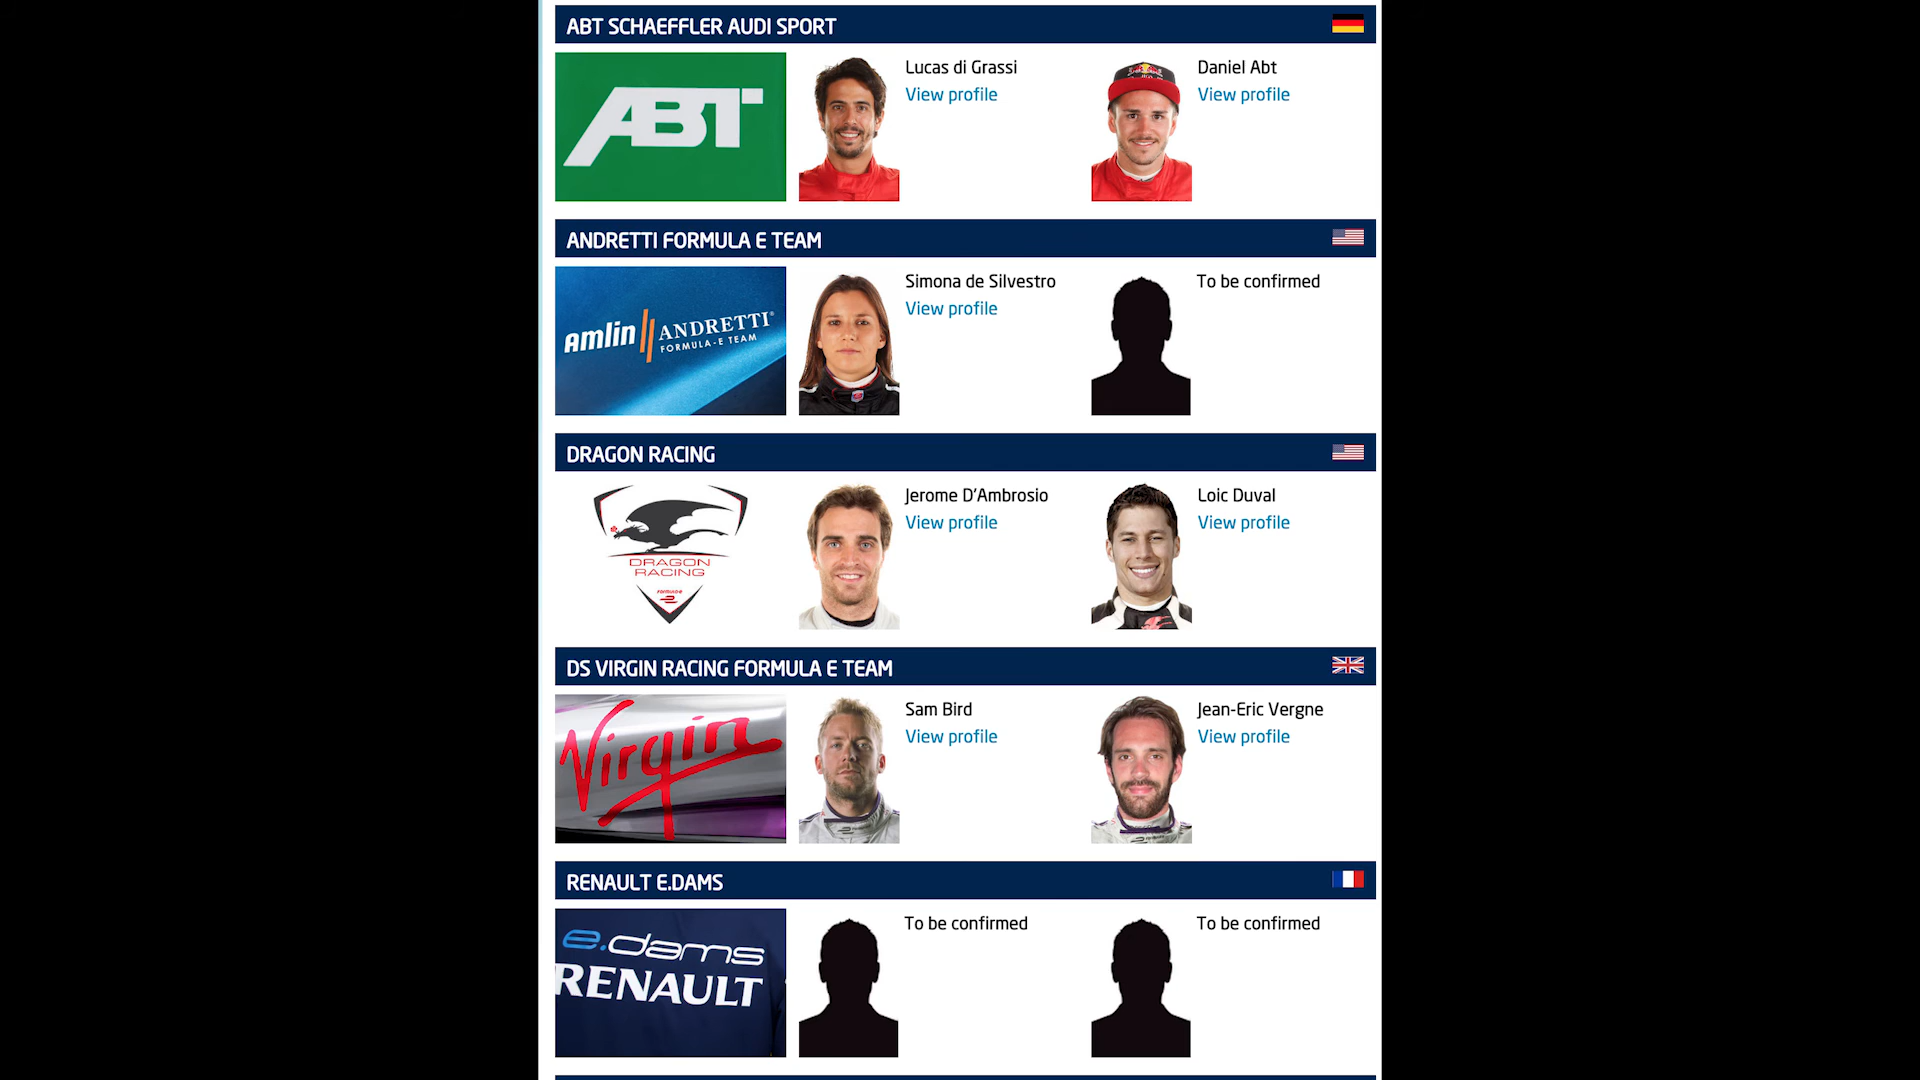 ABT SCHAEFFLER AUDI SPORT
ABT
Lucas di Grassi
View profile
Daniel Abt
View profile
ANDRETTI FORMULA E TEAM
amlin ANDRETTI
FORMULA-E TEAM
Simona de Silvestro
View profile
To be confirmed
DRAGON RACING
DRAGON
RACING
FORMULA E
Jerome D'Ambrosio
View profile
Loic Duval
View profile
DS VIRGIN RACING FORMULA E TEAM
Virgin
Sam Bird
View profile
Jean-Eric Vergne
View profile
RENAULT E.DAMS
e.dams
RENAULT
To be confirmed
To be confirmed